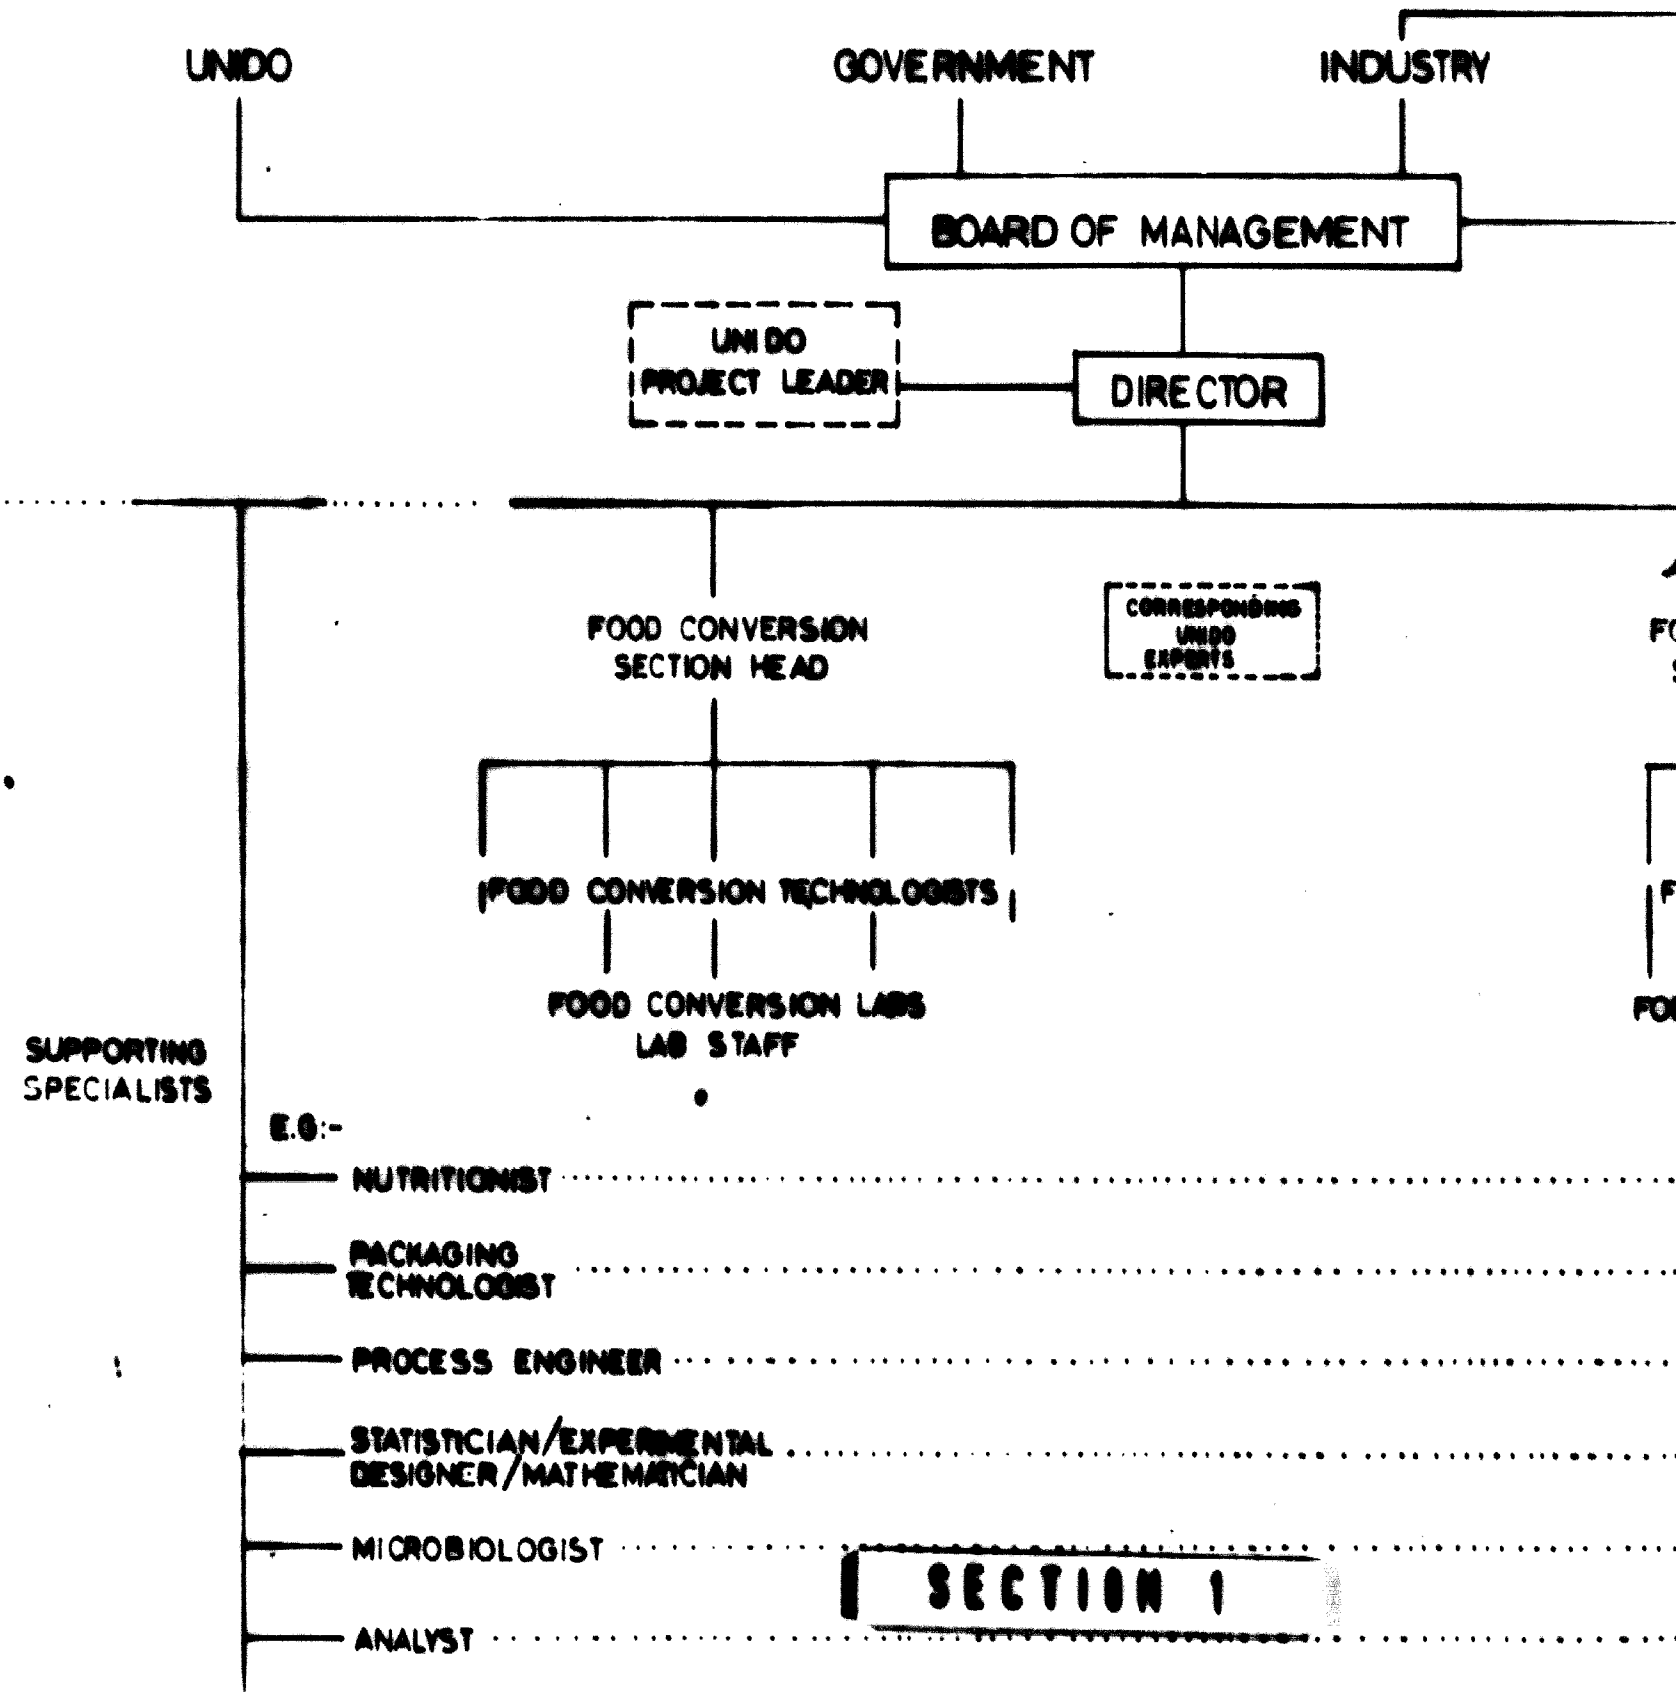 UNIDO
GOVERNMENT
INDUSTRY
BOARD OF MANAGEMENT
UNIDO
PROJECT LEADER
DIRECTOR
FOOD CONVERSION
SECTION HEAD
CORRESPONDING
UNIDO
EXPERTS
FO
S
FOOD CONVERSION TECHNOLOGISTS
F
FOOD CONVERSION LABS
LAB STAFF
FO
SUPPORTING
SPECIALISTS
E.G:-
NUTRITIONIST
PACKAGING
TECHNOLOGIST
PROCESS ENGINEER
STATISTICIAN/EXPERIMENTAL
DESIGNER/MATHEMATICIAN
MICROBIOLOGIST
SECTION 1
ANALYST